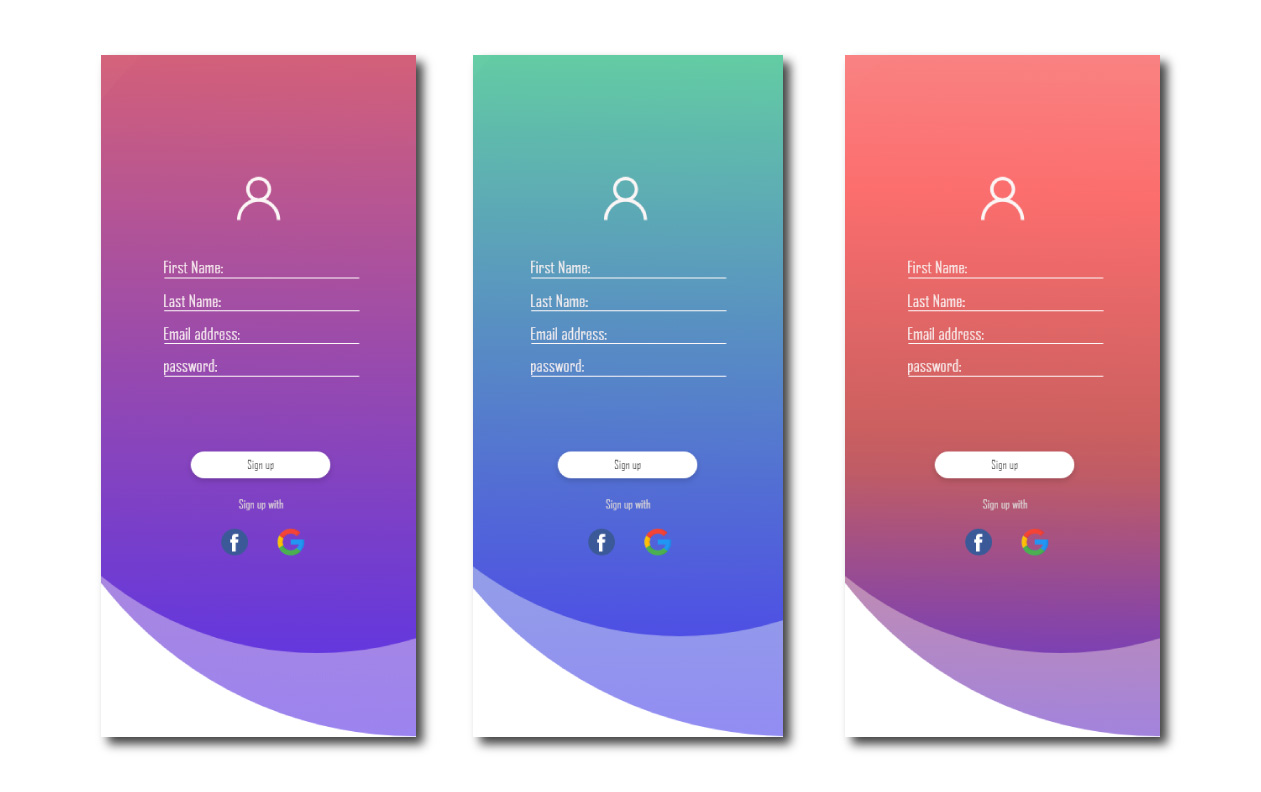 First Name:
Last Name:
Email address:
password:
Sign up
Sign up with
f G
First Name:
Last Name:
Email address:
password:
Sign up
Sign up with
f G
First Name:
Last Name:
Email address:
password:
Sign up
Sign up with
f G